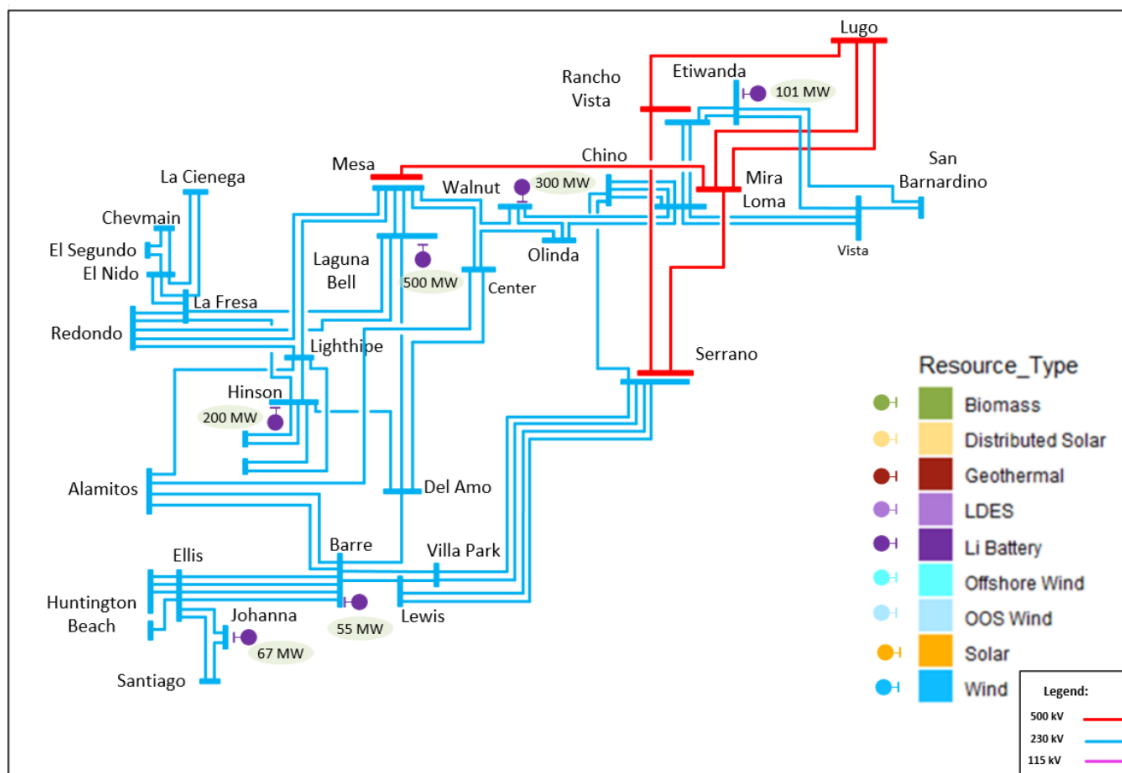 Lugo
Rancho
Vista
Etiwanda
101 MW
Mesa
Chino
San
Barnardino
La Cienega
Walnut
300 MW
Mira
Loma
Chevmain
El Segundo
El Nido
Laguna
Bell
500 MW
Olinda
Vista
Center
La Fresa
Redondo
Lighthipe
Serrano
Hinson
200 MW
Alamitos
Del Amo
Ellis
Barre
Villa Park
Huntington
Beach
Johanna
67 MW
55 MW
Lewis
Santiago
Resource_Type
Biomass
Distributed Solar
Geothermal
LDES
Li Battery
Offshore Wind
OOS Wind
Solar
Wind
Legend:
500 kV
230 kV
115 kV